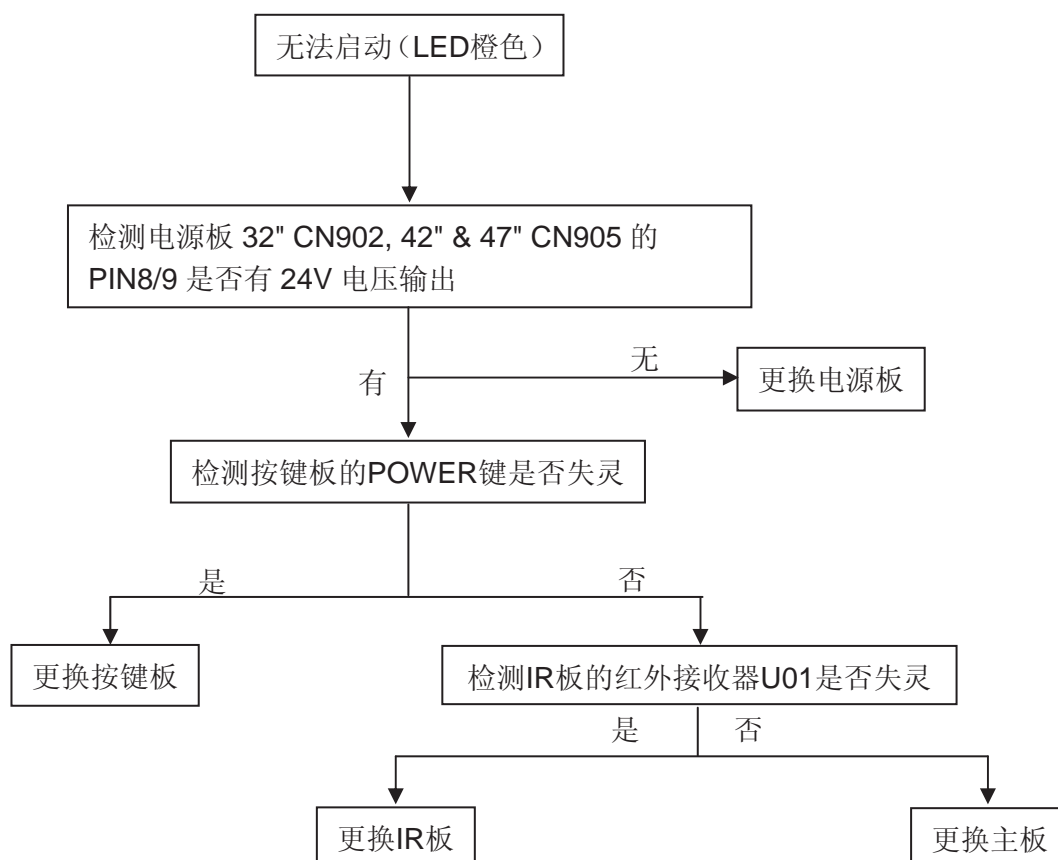 无法启动(LED橙色)
检测电源板 32" CN902, 42" & 47" CN905 的
PIN8/9 是否有 24V 电压输出
无
有
更换电源板
检测按键板的POWER键是否失灵
是
否
更换按键板
检测IR板的红外接收器U01是否失灵
是
否
更换IR板
更换主板